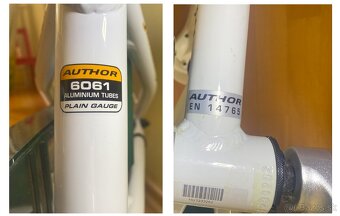 AUTHOR
6061
ALUMINIUM TUBES
PLAIN GAUGE
AUTHOR
EN 14765